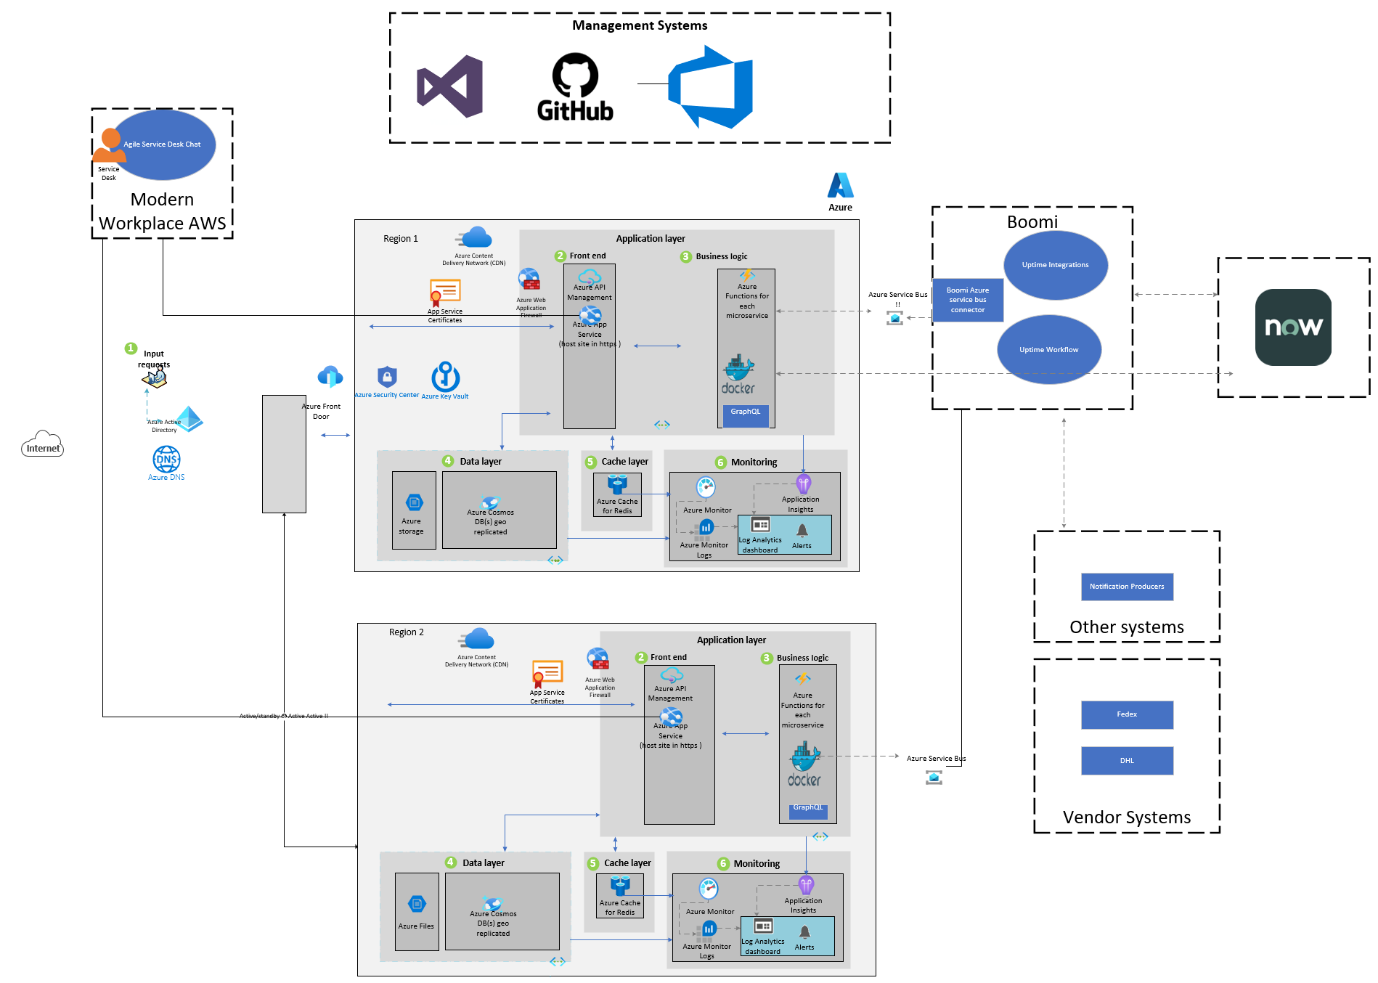 Management Systems
GitHub
Agile Service Desk Chat
Service
Desk
Modern
Workplace AWS
Azure
Region 1
Azure Content
Delivery Network (CDN)
App Service
Certificates
Azure Web
Application
Firewall
Application layer
2 Front end
Azure API
Management
Azure App
Service
(host site in https )
3 Business logic
Azure
Functions for
each
microservice
docker
GraphQL
Azure Service Bus
!!
Boomi
Uptime Integrations
Boomi Azure
service bus
connector
Uptime Workflow
now
1 Input
requests
Azure Active
Directory
DNS
Azure DNS
Internet
Azure Front
Door
Azure Security Center
Azure Key Vault
4 Data layer
Azure
storage
Azure Cosmos
DB(s) geo
replicated
5 Cache layer
Azure Cache
for Redis
6 Monitoring
Azure Monitor
Application
Insights
Azure Monitor
Logs
Log Analytics
dashboard
Alerts
Notification Producers
Other systems
Fedex
DHL
Vendor Systems
Region 2
Azure Content
Delivery Network (CDN)
App Service
Certificates
Azure Web
Application
Firewall
Application layer
2 Front end
Azure API
Management
Azure App
Service
(host site in https )
3 Business logic
Azure
Functions for
each
microservice
docker
GraphQL
Azure Service Bus
Active/standby Active Active !!
4 Data layer
Azure Files
Azure Cosmos
DB(s) geo
replicated
5 Cache layer
Azure Cache
for Redis
6 Monitoring
Azure Monitor
Application
Insights
Azure Monitor
Logs
Log Analytics
dashboard
Alerts